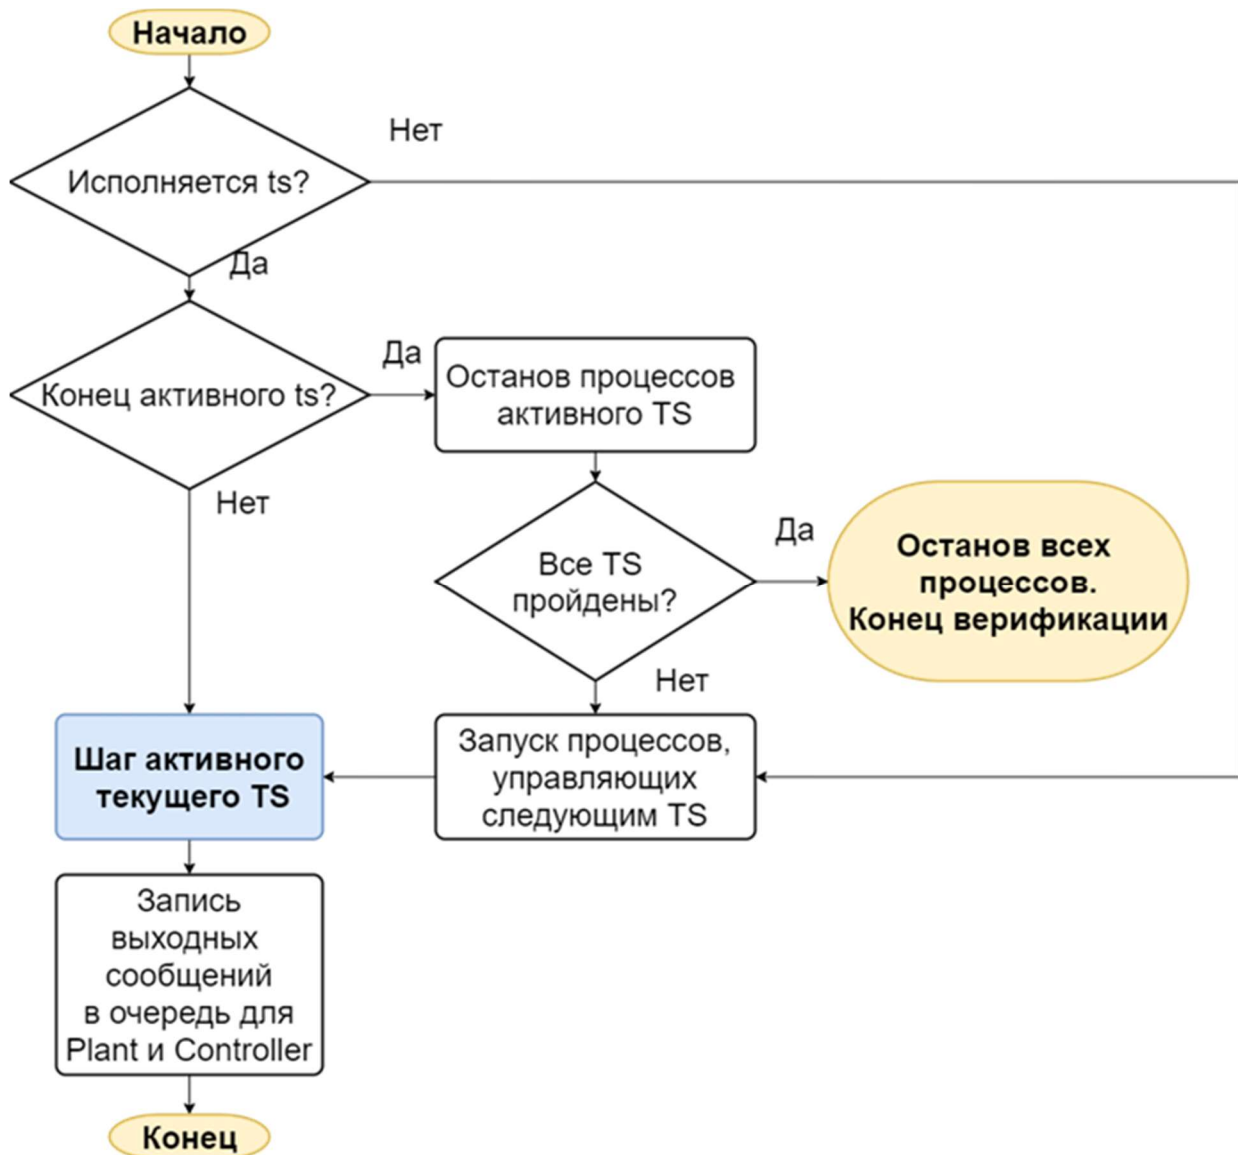 Начало
Нет
Исполняется ts?
Да
Конец активного ts?
Да
Останов процессов
активного TS
Нет
Все TS
пройдены?
Да
Останов всех
процессов.
Конец верификации
Нет
Запуск процессов,
управляющих
следующим TS
Шаг активного
текущего TS
Запись
выходных
сообщений
в очередь для
Plant и Controller
Конец